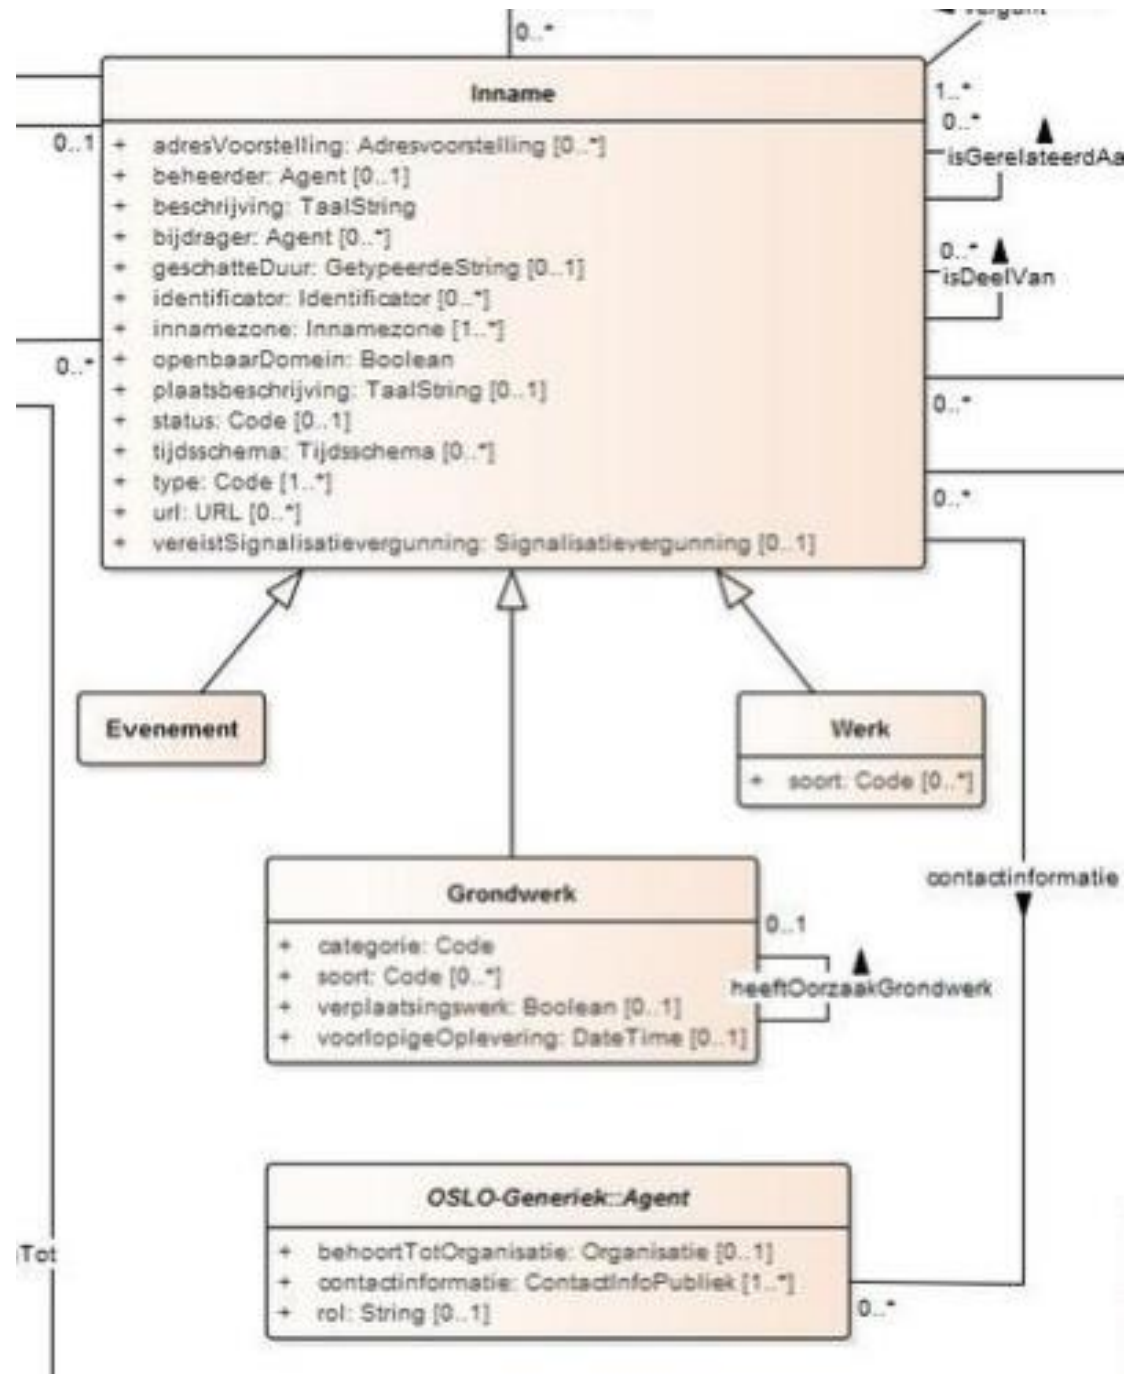 0..*
Inname
1..*
0..*
0..1
+ adresVoorstelling: Adresvoorstelling [0..*]
isGerelateerdAa
+ beheerder: Agent [0..1]
+ beschrijving: TaalString
+ bijdrager: Agent [0..*]
0..*
+ geschatteDuur: GetypeerdeString [0..1]
isDeelVan
+ identificator: Identificator [0..*]
+ innamezone: Innamezone [1..*]
+ openbaarDomein: Boolean
0..*
+ plaatsbeschrijving: TaalString [0..1]
0..*
+ status: Code [0..1]
+ tijdsschema: Tijdsschema [0..*]
+ type: Code [1..*]
0..*
+ url: URL [0..*]
+ vereistSignalisatievergunning: Signalisatievergunning [0..1]
Evenement
Werk
+ soort: Code [0..*]
contactinformatie
Grondwerk
0..1
+ categorie: Code
+ soort: Code [0..*]
heeftOorzaakGrondwerk
+ verplaatsingswerk: Boolean [0..1]
+ voorlopigeOplevering: DateTime [0..1]
OSLO-Generiek::Agent
Tot
+ behoortTotOrganisatie: Organisatie [0..1]
+ contactinformatie: ContactInfoPubliek [1..*]
0..*
+ rol: String [0..1]